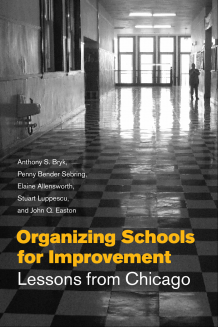 Anthony S. Bryk,
Penny Bender Sebring,
Elaine Allensworth,
Stuart Luppescu,
and John Q. Easton
Organizing Schools
for Improvement
Lessons from Chicago